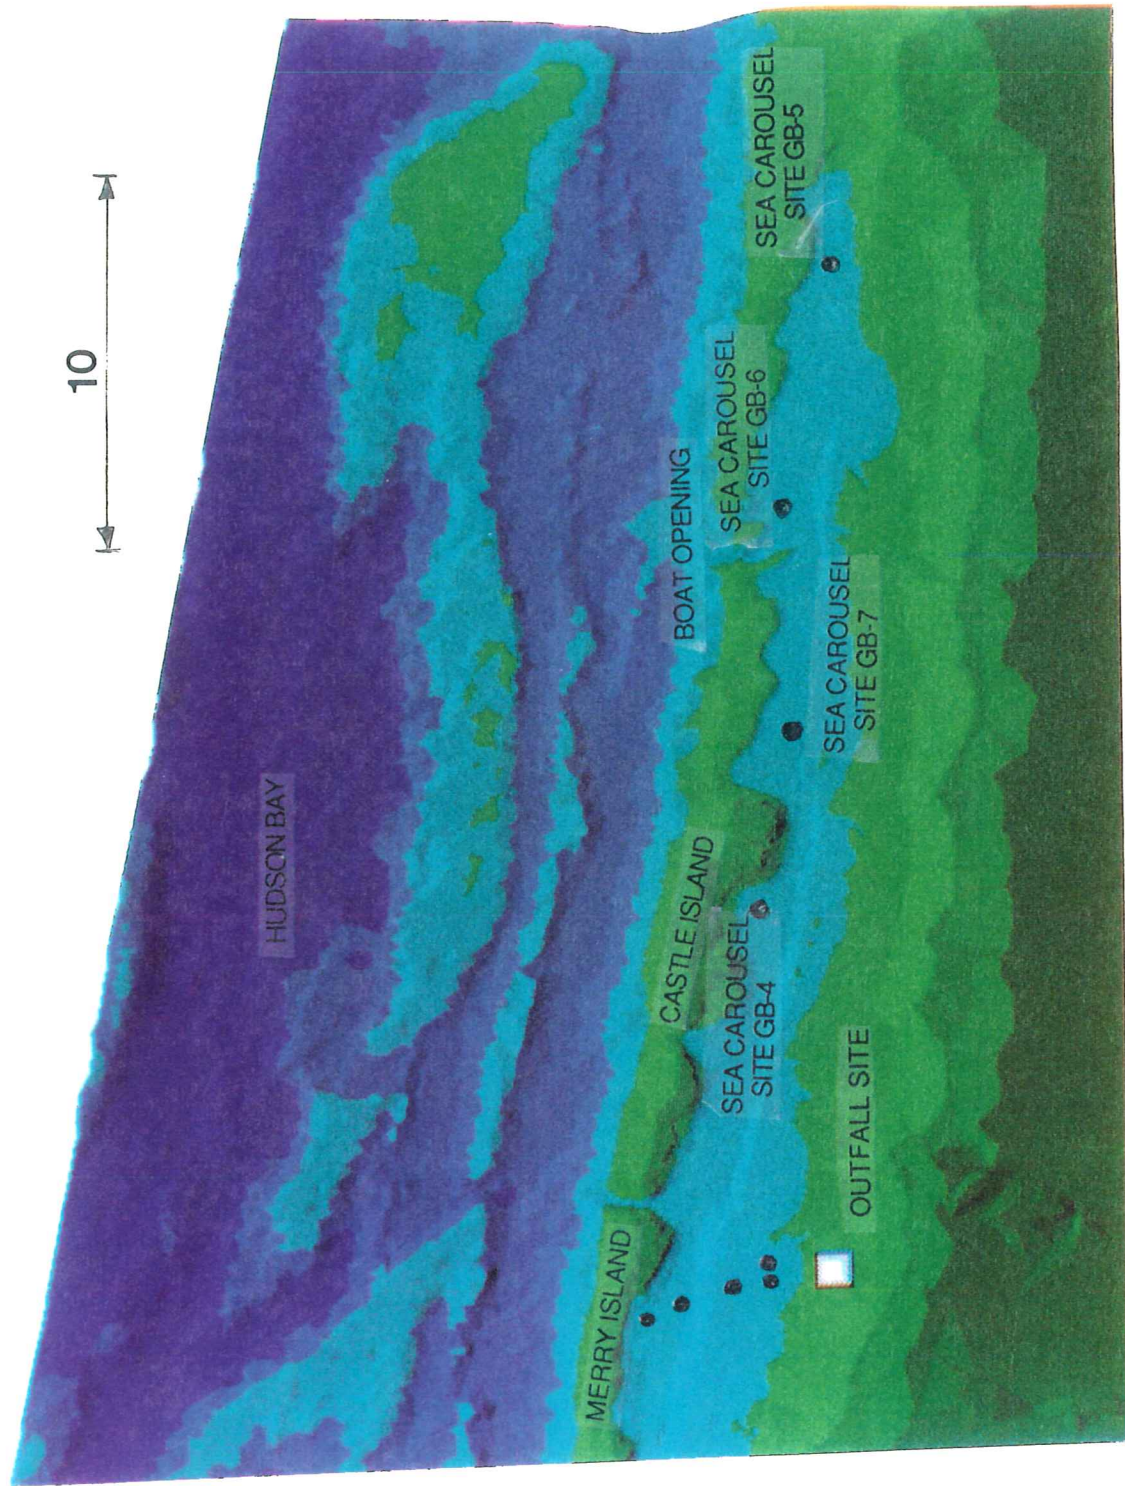 10
HUDSON BAY
SEA CAROUSEL
SITE GB-5
SEA CAROUSEL
SITE GB-6
BOAT OPENING
SEA CAROUSEL
SITE GB-7
CASTLE ISLAND
SEA CAROUSEL
SITE GB-4
MERRY ISLAND
OUTFALL SITE